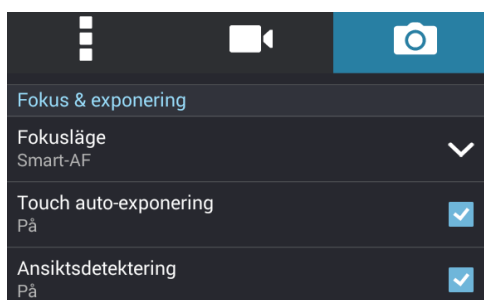 Fokus & exponering
Fokusläge
Smart-AF
Touch auto-exponering
På
Ansiktsdetektering
På